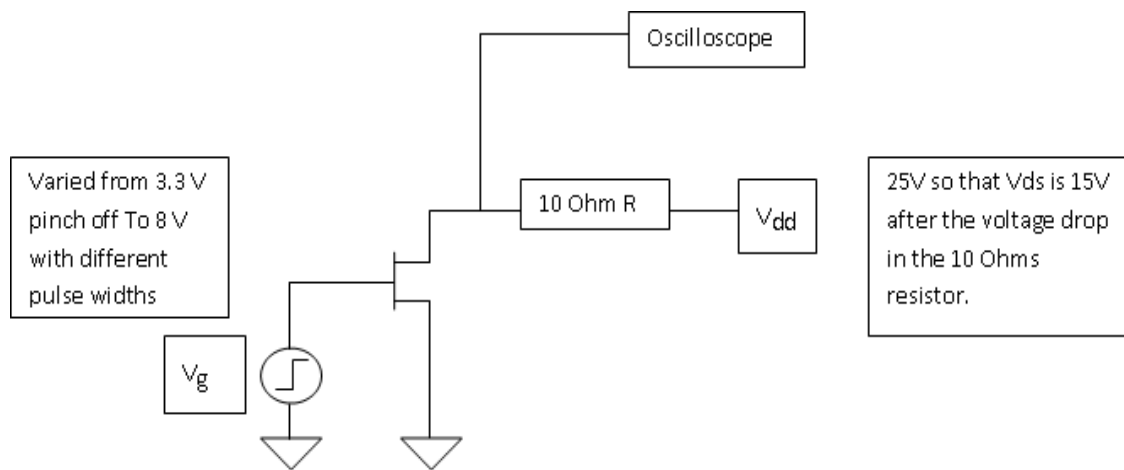 Oscilloscope
Varied from 3.3 V
pinch off To 8 V
with different
pulse widths
10 Ohm R
Vdd
25V so that Vds is 15V
after the voltage drop
in the 10 Ohms
resistor.
Vg